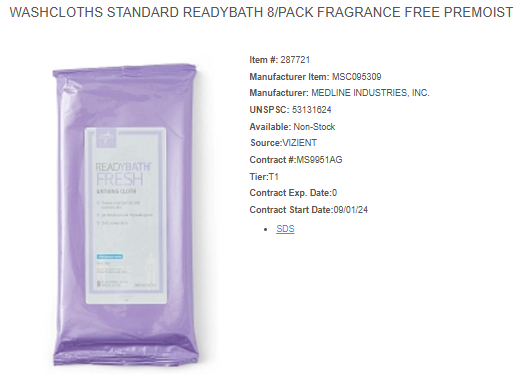 WASHCLOTHS STANDARD READYBATH 8/PACK FRAGRANCE FREE PREMOIST
Item #: 287721
Manufacturer Item: MSC095309
Manufacturer: MEDLINE INDUSTRIES, INC.
UNSPSC: 53131624
Available: Non-Stock
Source:VIZIENT
Contract #:MS9951AG
Tier:T1
Contract Exp. Date:0
Contract Start Date:09/01/24
SDS
READYBATH
FRESH
BATHING CLOTH